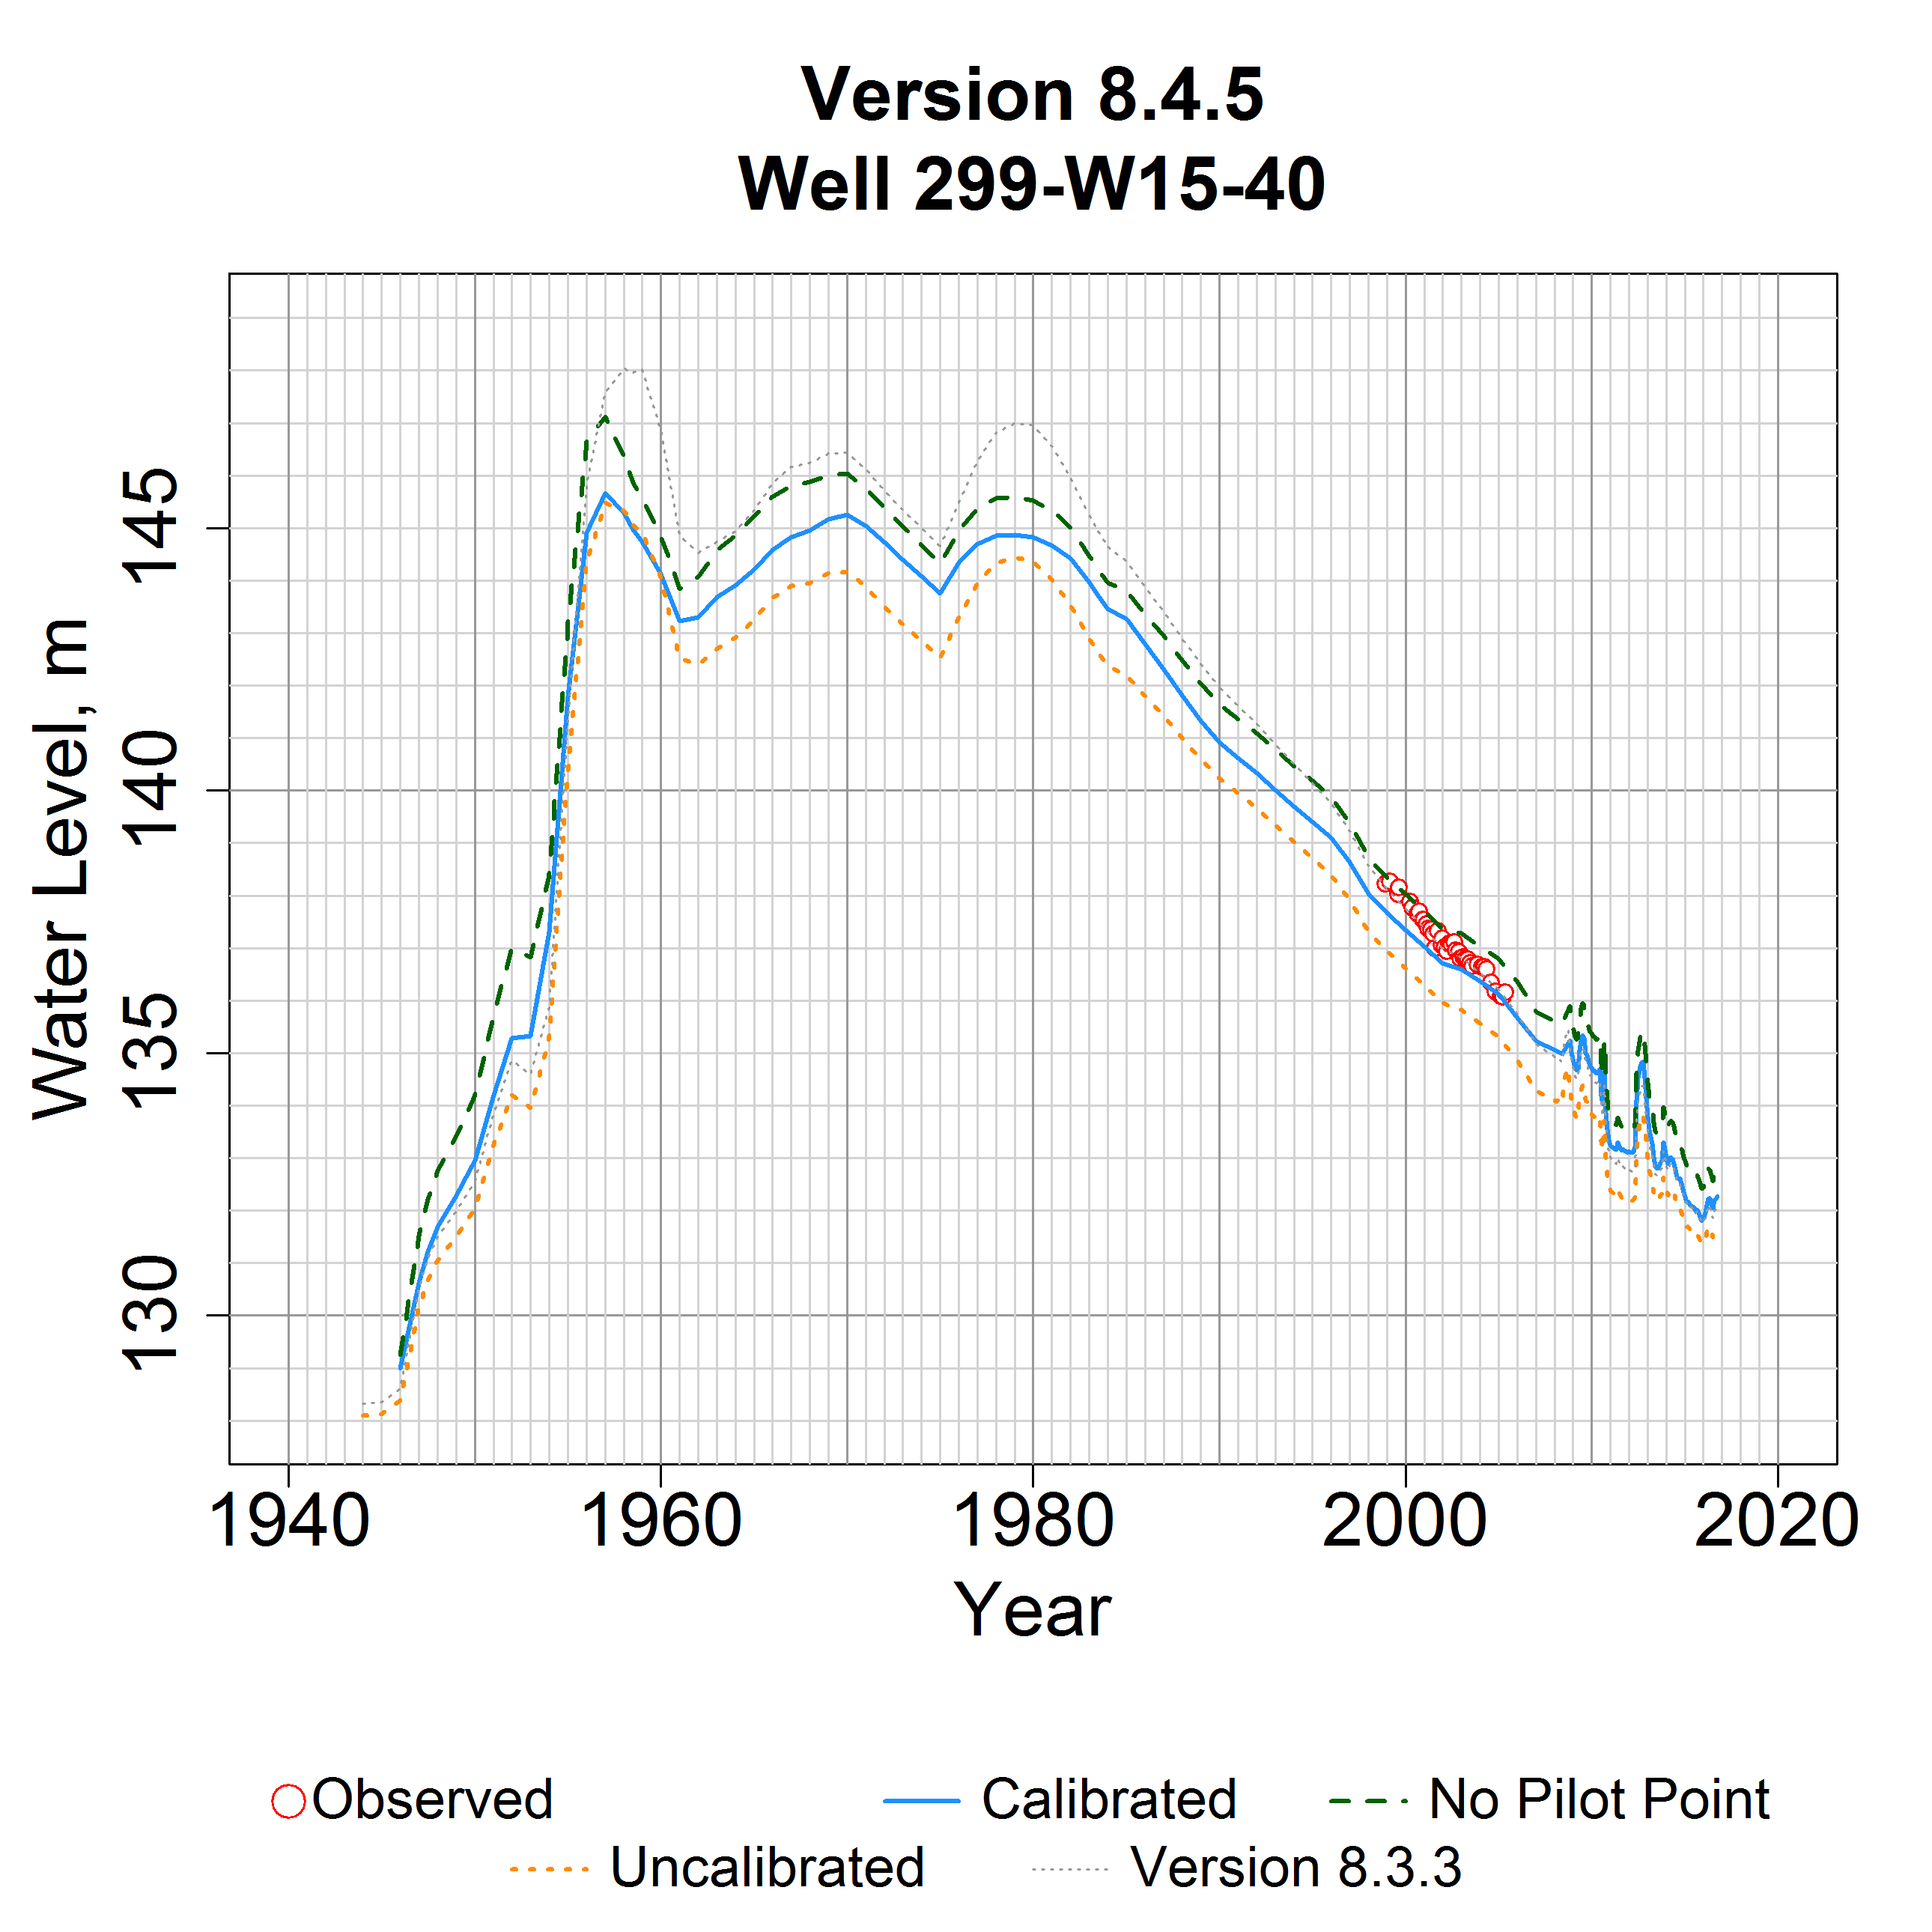 Version 8.4.5
Well 299-W15-40
Water Level, m
145
140
135
130
1940 1960 1980 2000 2020
Year
Observed Calibrated No Pilot Point
Uncalibrated Version 8.3.3